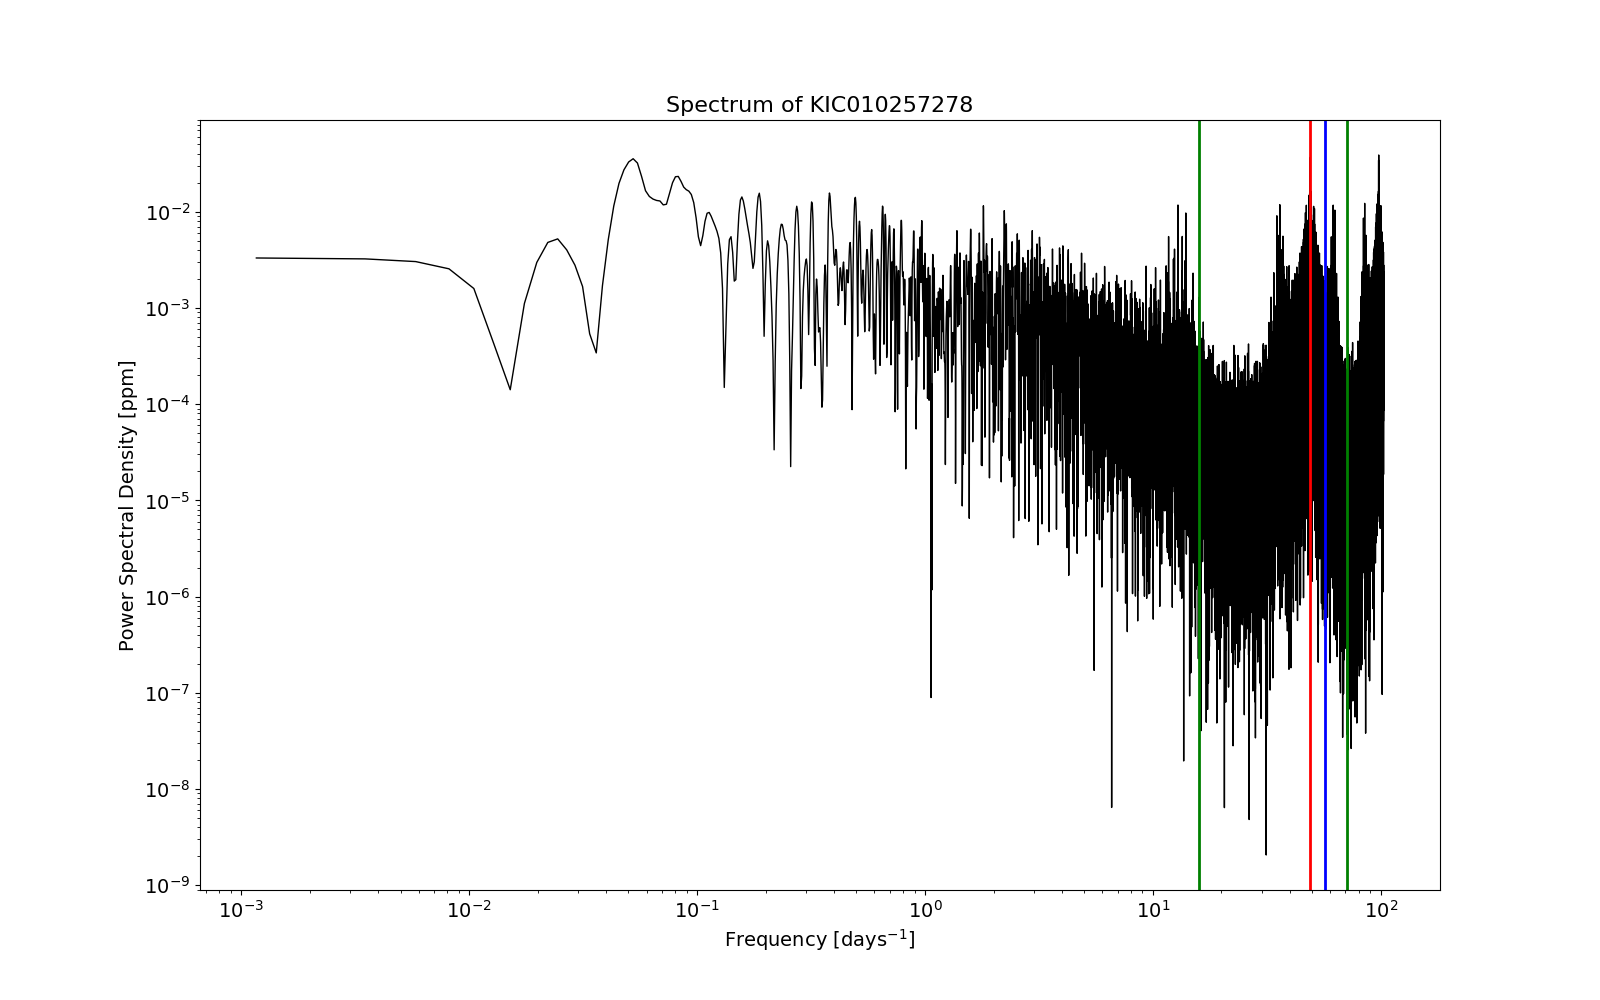 Spectrum of KIC010257278
Power Spectral Density [ppm]
10⁻²
10⁻³
10⁻⁴
10⁻⁵
10⁻⁶
10⁻⁷
10⁻⁸
10⁻⁹
10⁻³ 10⁻² 10⁻¹ 10⁰ 10¹ 10²
Frequency [days⁻¹]